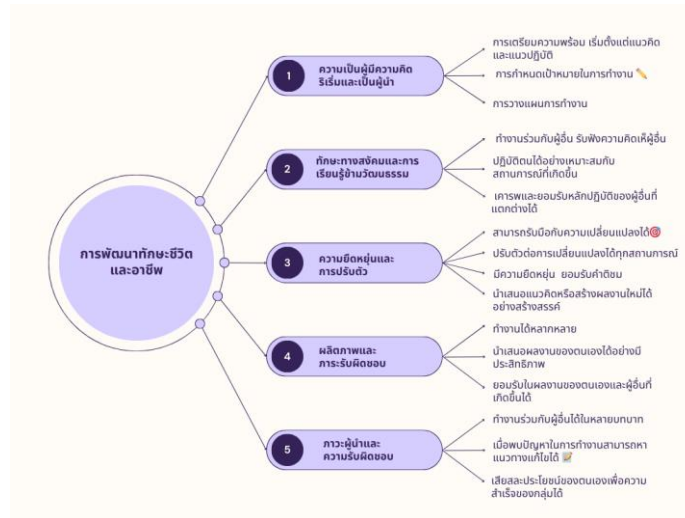 การพัฒนาทักษะชีวิต
และอาชีพ
1
ความเป็นผู้มีความคิด
ริเริ่มและเป็นผู้นำ
การเตรียมความพร้อม เริ่มตั้งแต่แนวคิด
และแนวปฏิบัติ
การกำหนดเป้าหมายในการทำงาน
การวางแผนการทำงาน
2
ทักษะทางสังคมและการ
เรียนรู้ข้ามวัฒนธรรม
ทำงานร่วมกับผู้อื่น รับฟังความคิดเห็ผู้อื่น
ปฏิบัติตนได้อย่างเหมาะสมกับ
สถานการณ์ที่เกิดขึ้น
เคารพและยอมรับหลักปฏิบัติของผู้อื่นที่
แตกต่างได้
3
ความยืดหยุ่นและ
การปรับตัว
สามารถรับมือกับความเปลี่ยนแปลงได้
ปรับตัวต่อการเปลี่ยนแปลงได้ทุกสถานการณ์
มีความยืดหยุ่น ยอมรับคำติชม
นำเสนอแนวคิดหรือสร้างผลงานใหม่ได้
อย่างสร้างสรรค์
4
ผลิตภาพและ
ภาระรับผิดชอบ
ทำงานได้หลากหลาย
นำเสนอผลงานของตนเองได้อย่างมี
ประสิทธิภาพ
ยอมรับในผลงานของตนเองและผู้อื่นที่
เกิดขึ้นได้
5
ภาวะผู้นำและ
ความรับผิดชอบ
ทำงานร่วมกับผู้อื่นได้ในหลายบทบาท
เมื่อพบปัญหาในการทำงานสามารถหา
แนวทางแก้ไขได้
เสียสละประโยชน์ของตนเองเพื่อความ
สำเร็จของกลุ่มได้